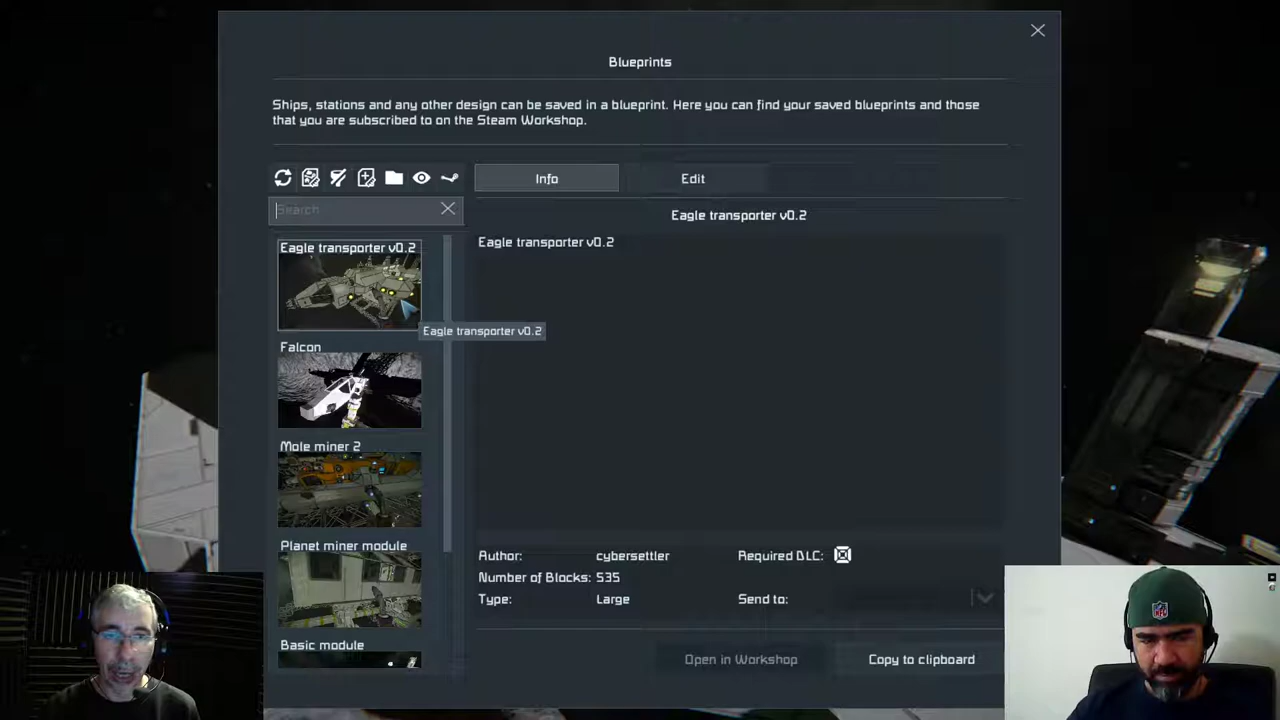 Blueprints
Ships, stations and any other design can be saved in a blueprint. Here you can find your saved blueprints and those
that you are subscribed to on the Steam Workshop.
Info
Edit
Search
Eagle transporter v0.2
Eagle transporter v0.2
Eagle transporter v0.2
Eagle transporter v0.2
Falcon
Mole miner 2
Planet miner module
Basic module
Author: cybersettler
Required DLC:
Number of Blocks: 535
Type: Large
Send to:
Open in Workshop
Copy to clipboard